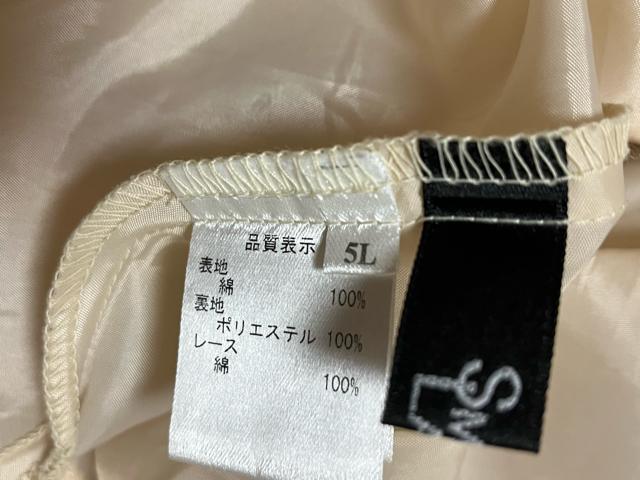 品質表示
5L
表地
綿 100%
裏地
ポリエステル 100%
レース
綿 100%